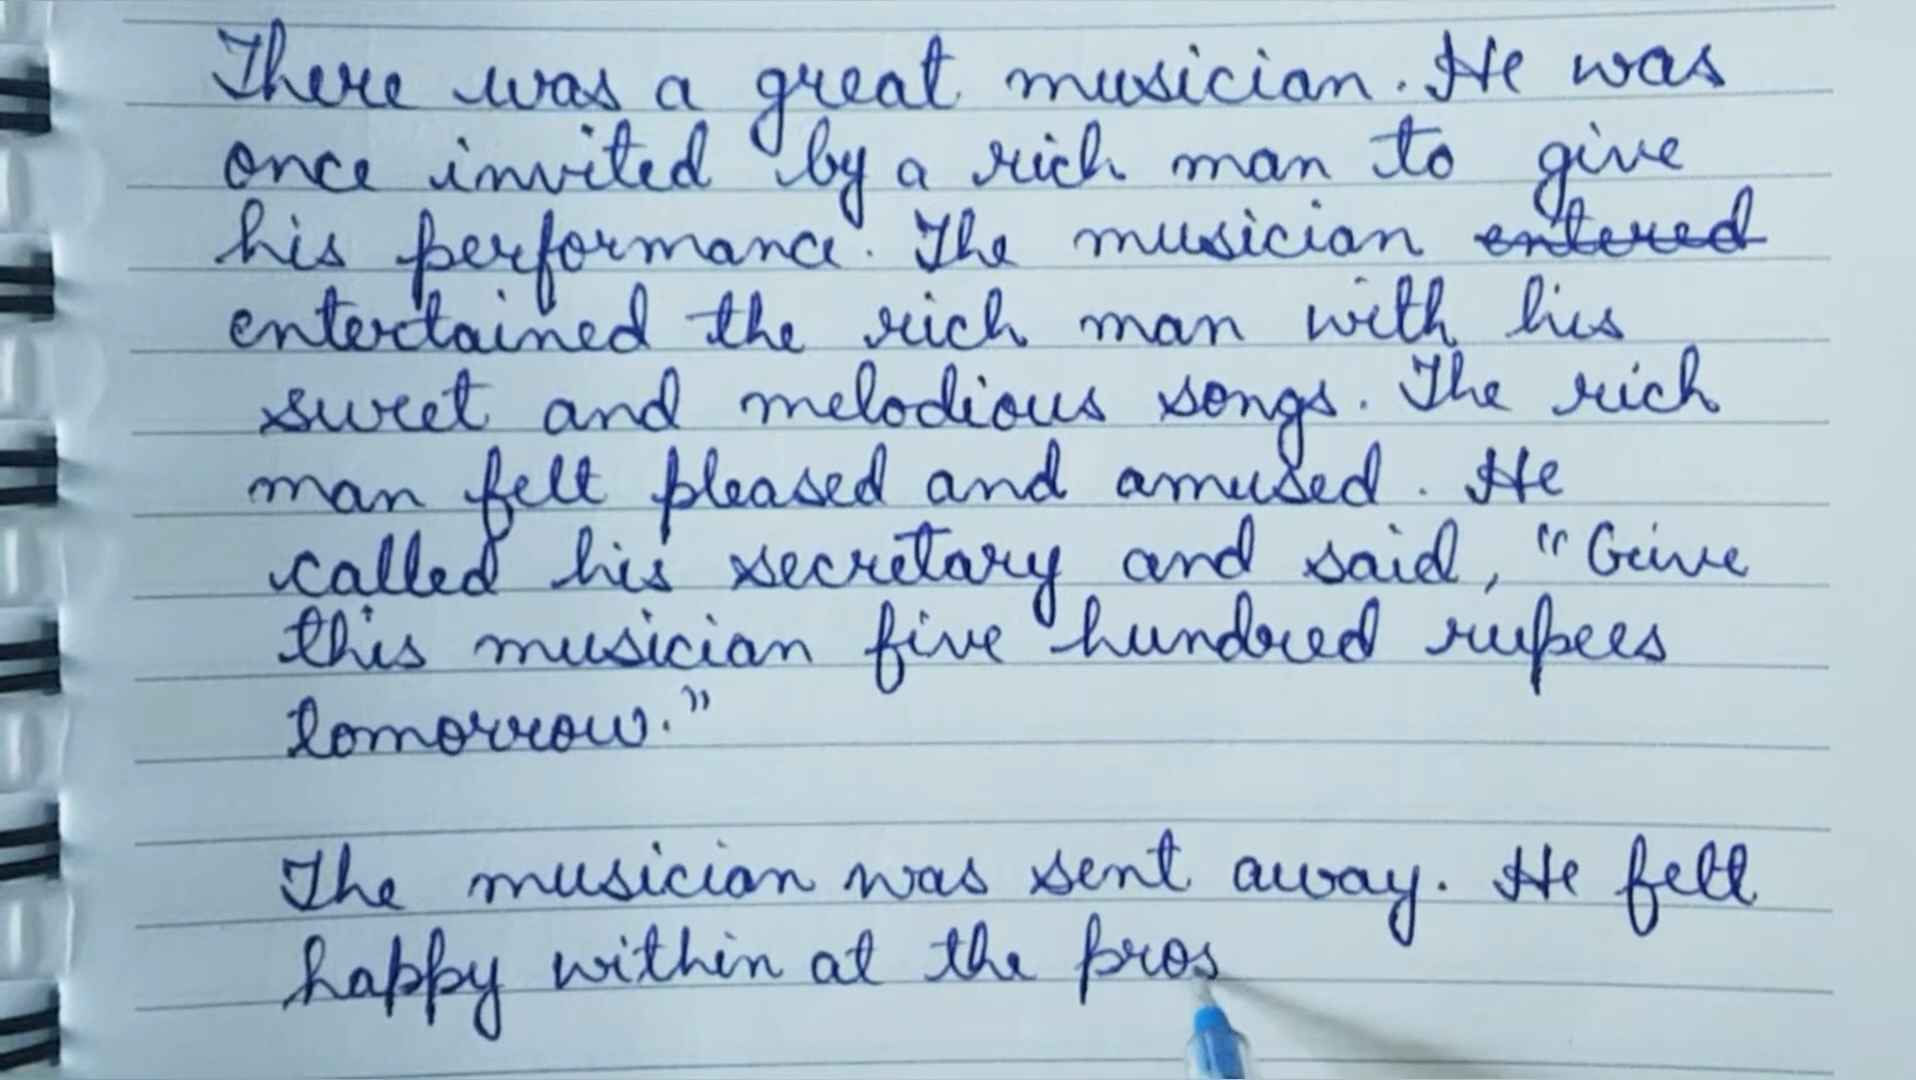 There was a great musician. He was
once invited by a rich man to give
his performance. The musician entered
entertained the rich man with his
sweet and melodious songs. The rich
man felt pleased and amused. He
called his secretary and said, "Give
this musician five hundred rupees
tomorrow."
The musician was sent away. He felt
happy within at the pros